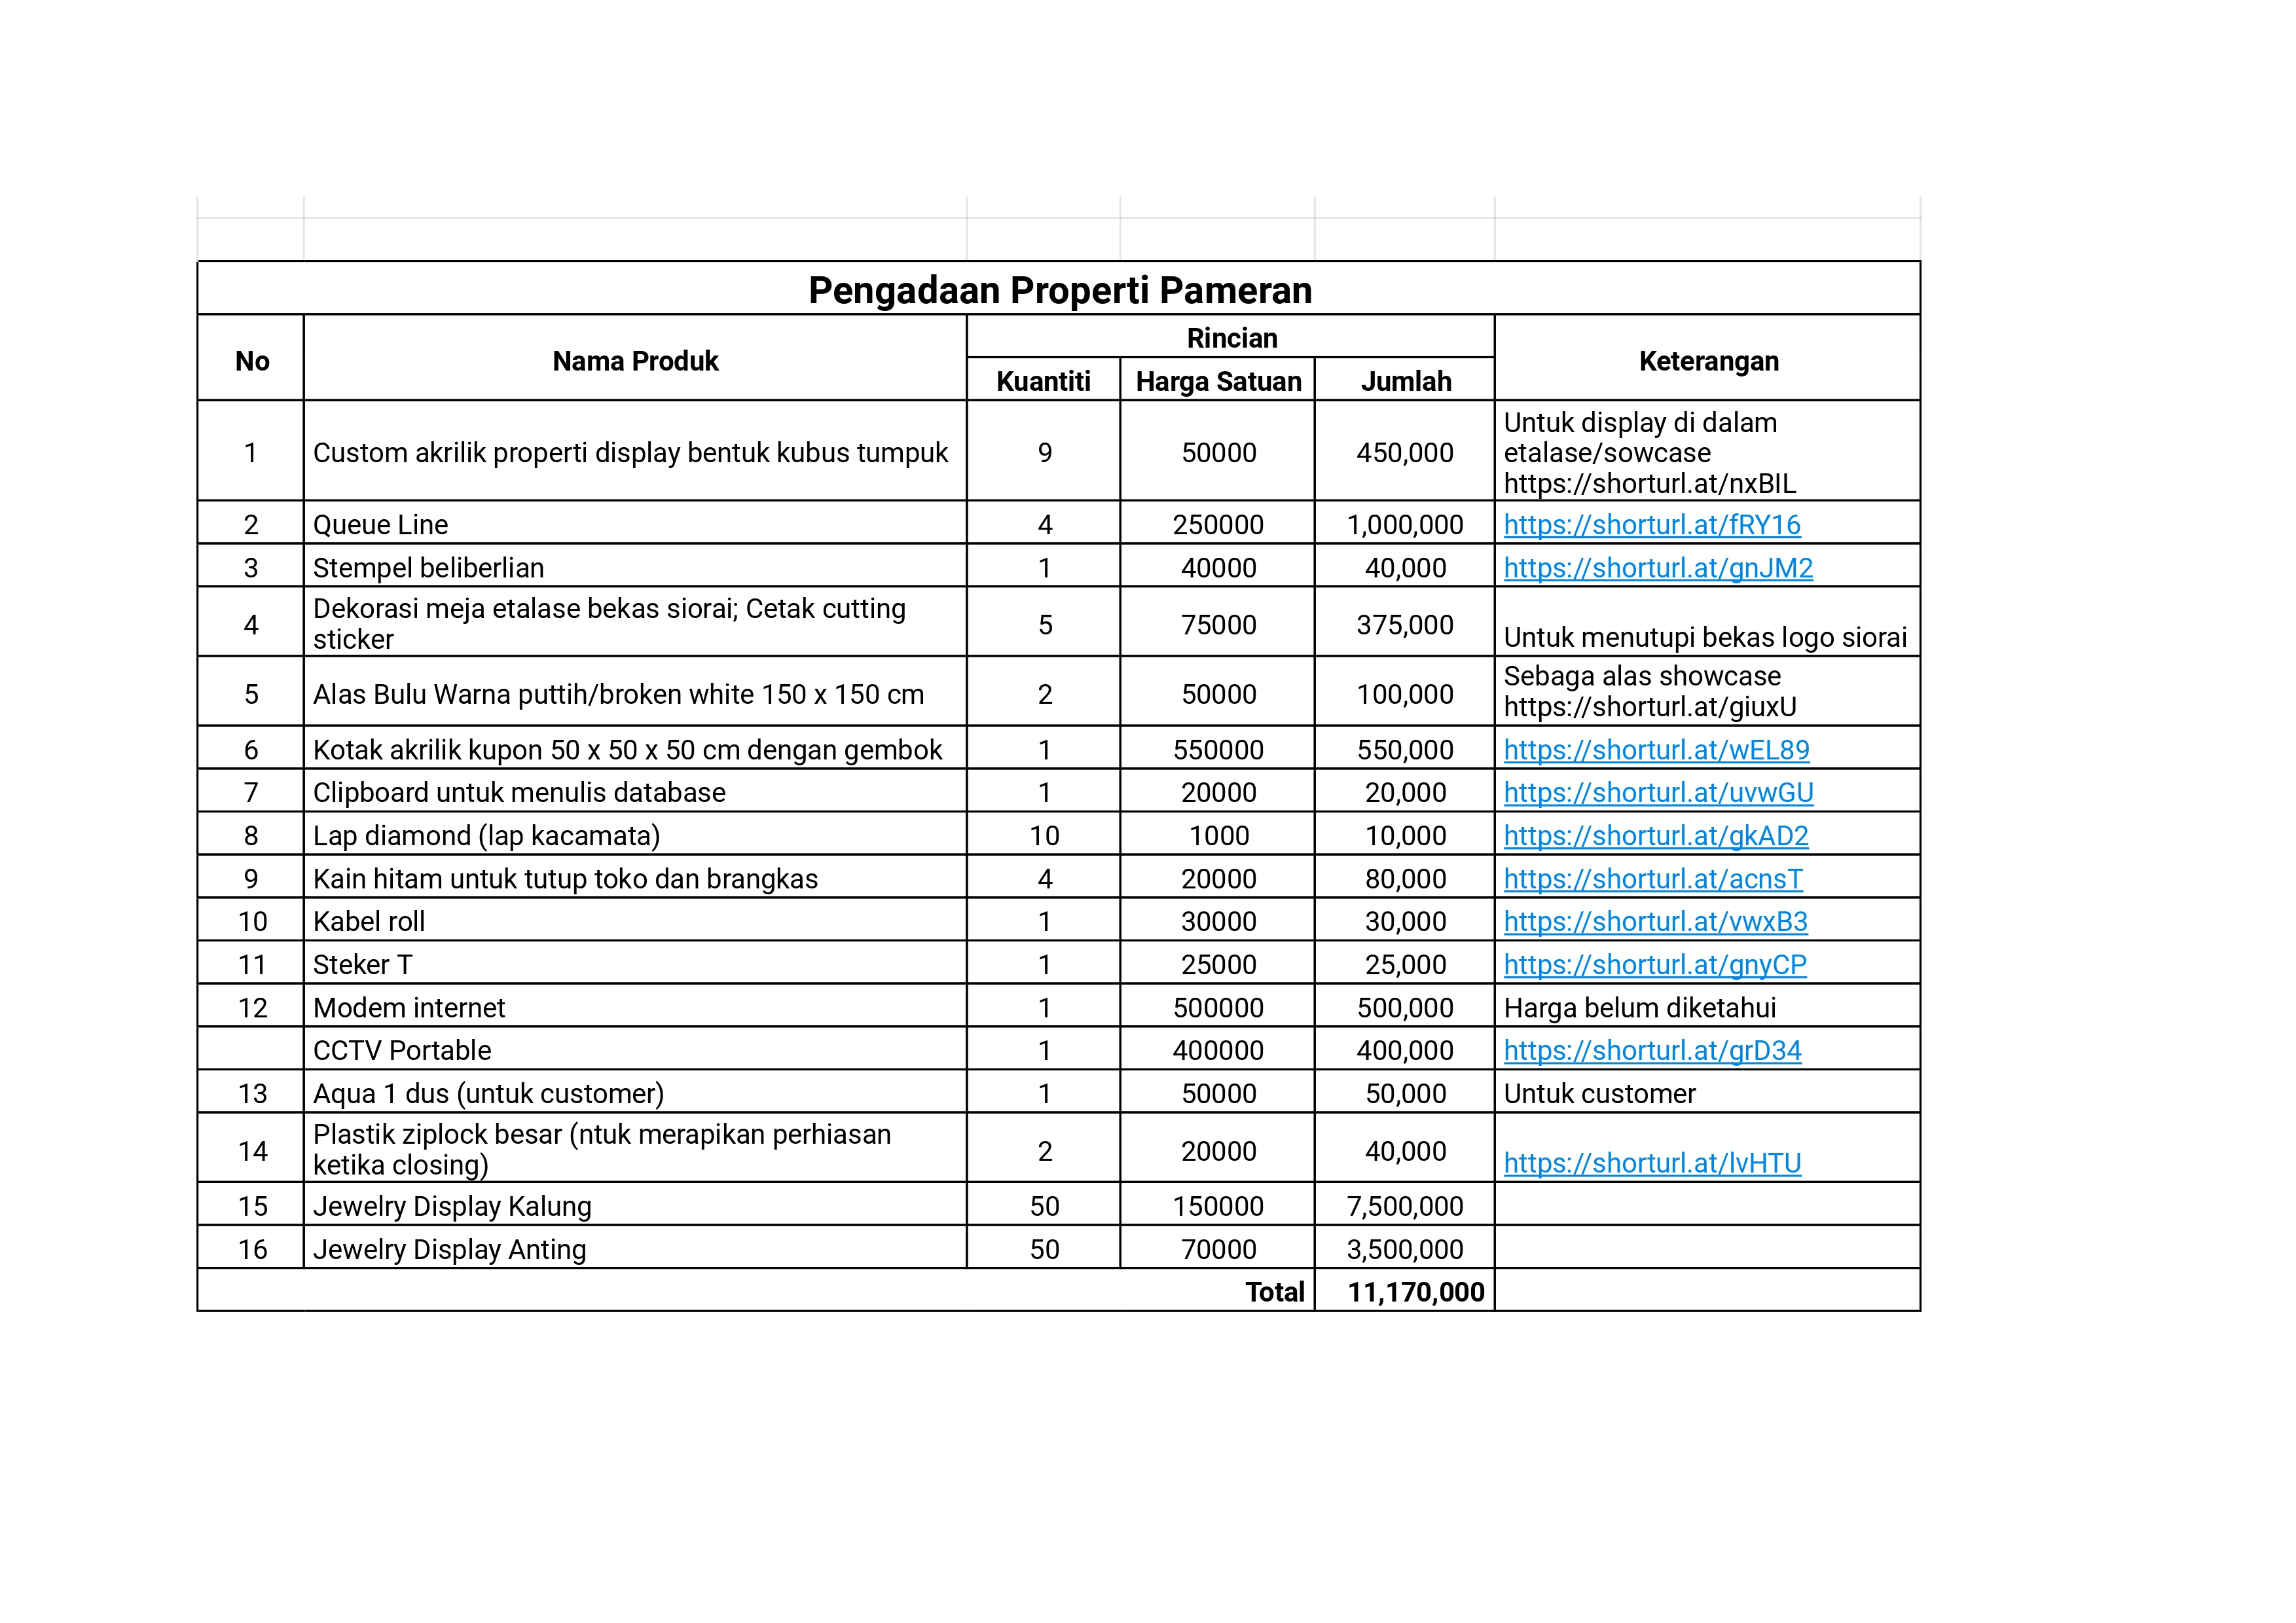 Pengadaan Properti Pameran
No Nama Produk Rincian Keterangan
Kuantiti Harga Satuan Jumlah
1 Custom akrilik properti display bentuk kubus tumpuk 9 50000 450,000 Untuk display di dalam
etalase/sowcase
https://shorturl.at/nxBIL
2 Queue Line 4 250000 1,000,000 https://shorturl.at/fRY16
3 Stempel beliberlian 1 40000 40,000 https://shorturl.at/gnJM2
4 Dekorasi meja etalase bekas siorai; Cetak cutting
sticker 5 75000 375,000 Untuk menutupi bekas logo siorai
5 Alas Bulu Warna puttih/broken white 150 x 150 cm 2 50000 100,000 Sebaga alas showcase
https://shorturl.at/giuxU
6 Kotak akrilik kupon 50 x 50 x 50 cm dengan gembok 1 550000 550,000 https://shorturl.at/wEL89
7 Clipboard untuk menulis database 1 20000 20,000 https://shorturl.at/uvwGU
8 Lap diamond (lap kacamata) 10 1000 10,000 https://shorturl.at/gkAD2
9 Kain hitam untuk tutup toko dan brangkas 4 20000 80,000 https://shorturl.at/acnsT
10 Kabel roll 1 30000 30,000 https://shorturl.at/vwxB3
11 Steker T 1 25000 25,000 https://shorturl.at/gnyCP
12 Modem internet 1 500000 500,000 Harga belum diketahui
CCTV Portable 1 400000 400,000 https://shorturl.at/grD34
13 Aqua 1 dus (untuk customer) 1 50000 50,000 Untuk customer
14 Plastik ziplock besar (ntuk merapikan perhiasan
ketika closing) 2 20000 40,000 https://shorturl.at/lvHTU
15 Jewelry Display Kalung 50 150000 7,500,000
16 Jewelry Display Anting 50 70000 3,500,000
Total 11,170,000